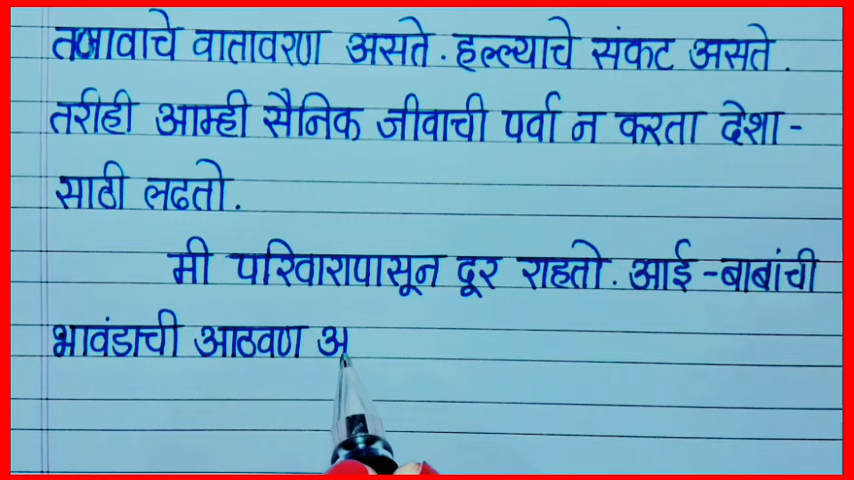 तणावाचे वातावरण असते. हल्ल्याचे संकट असते.
तरीही आम्ही सैनिक जीवाची पर्वा न करता देशा-
साठी लढतो.
मी परिवारापासून दूर राहतो. आई-बाबांची
भावंडाची आठवण अ